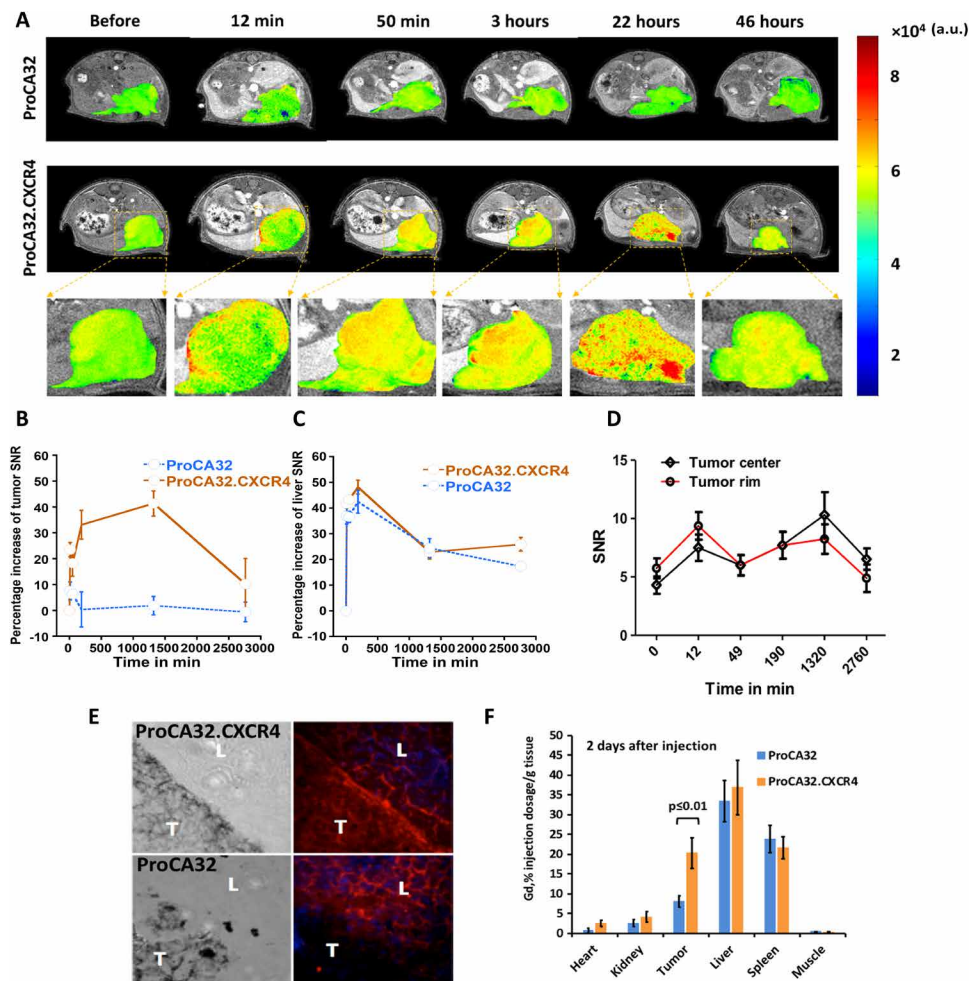 A
Before 12 min 50 min 3 hours 22 hours 46 hours
×10⁴ (a.u.)
ProCA32
ProCA32.CXCR4
8
6
4
2
B
Percentage increase of tumor SNR
60
50
40
30
20
10
0
-10
ProCA32
ProCA32.CXCR4
0 500 1000 1500 2000 2500 3000
Time in min
C
Percentage increase of liver SNR
60
50
40
30
20
10
0
-10
ProCA32.CXCR4
ProCA32
0 500 1000 1500 2000 2500 3000
Time in min
D
SNR
15
10
5
0
Tumor center
Tumor rim
0 12 49 190 1320 2760
Time in min
E
ProCA32.CXCR4
L
T
L
T
ProCA32
L
T
L
T
F
Gd,% injection dosage/g tissue
50
45
40
35
30
25
20
15
10
5
0
2 days after injection
ProCA32
ProCA32.CXCR4
p≤0.01
Heart Kidney Tumor Liver Spleen Muscle